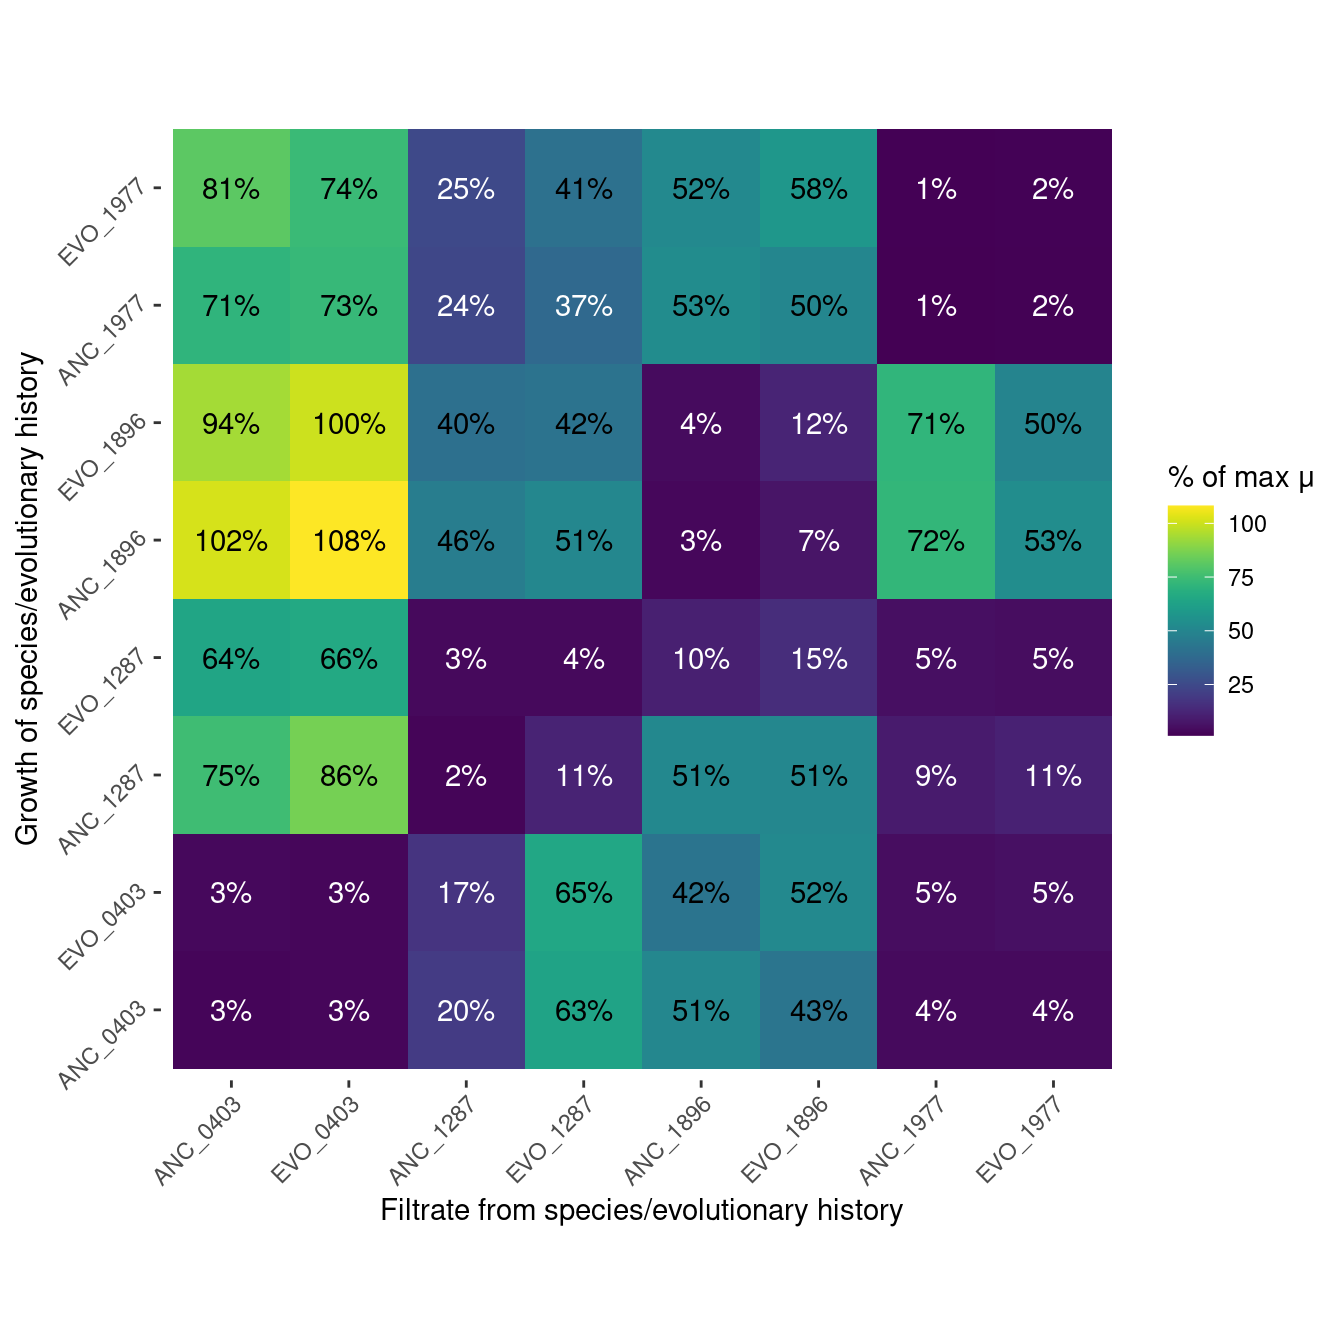 EVO_1977 81% 74% 25% 41% 52% 58% 1% 2%
ANC_1977 71% 73% 24% 37% 53% 50% 1% 2%
EVO_1896 94% 100% 40% 42% 4% 12% 71% 50%
ANC_1896 102% 108% 46% 51% 3% 7% 72% 53%
EVO_1287 64% 66% 3% 4% 10% 15% 5% 5%
ANC_1287 75% 86% 2% 11% 51% 51% 9% 11%
EVO_0403 3% 3% 17% 65% 42% 52% 5% 5%
ANC_0403 3% 3% 20% 63% 51% 43% 4% 4%
ANC_0403 EVO_0403 ANC_1287 EVO_1287 ANC_1896 EVO_1896 ANC_1977 EVO_1977
Filtrate from species/evolutionary history
Growth of species/evolutionary history
% of max μ
100
75
50
25